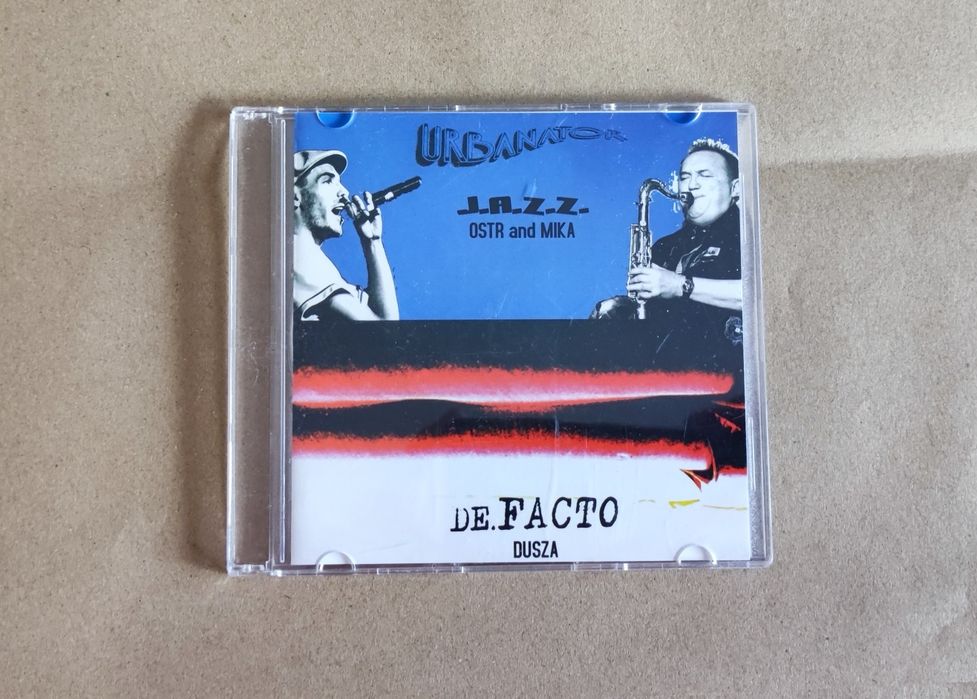 URBANATOR
J.A.Z.Z.
OSTR and MIKA
DE.FACTO
DUSZA